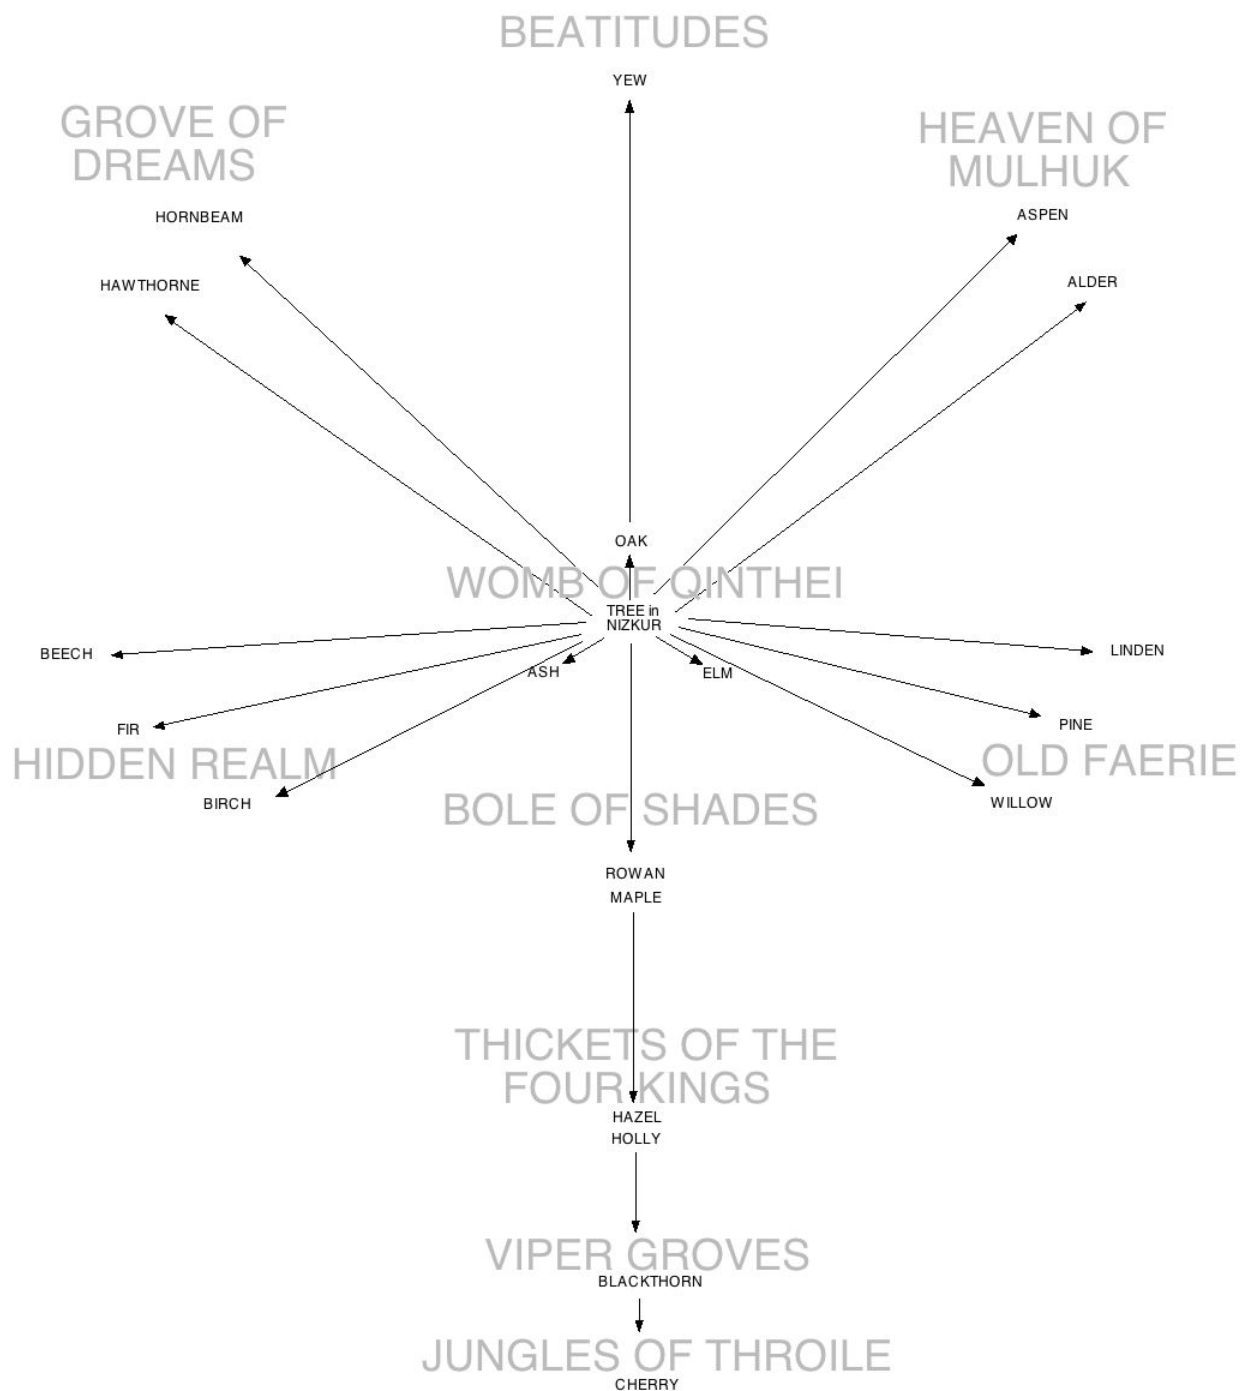 BEATITUDES
YEW
GROVE OF
DREAMS
HEAVEN OF
MULHUK
HORNBEAM
ASPEN
HAWTHORNE
ALDER
OAK
WOMB OF QINTHEI
TREE in
NIZKUR
BEECH
LINDEN
ASH
ELM
FIR
PINE
HIDDEN REALM
OLD FAERIE
BIRCH
WILLOW
BOLE OF SHADES
ROWAN
MAPLE
THICKETS OF THE
FOUR KINGS
HAZEL
HOLLY
VIPER GROVES
BLACKTHORN
JUNGLES OF THROILE
CHERRY